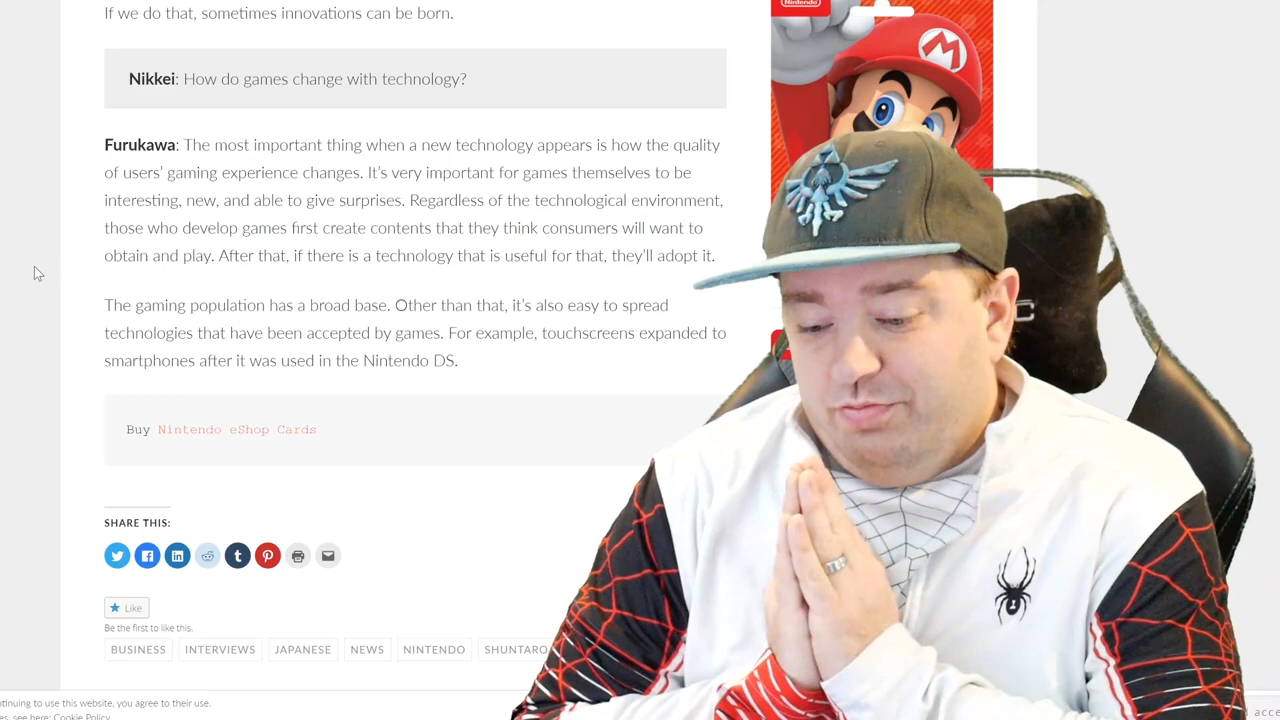 we do that, sometimes innovation can be born.
Nintendo
Nikkei: How do games change with technology?
M
Furukawa: The most important thing when a new technology appears is how the quality
of the gaming experience changes. It's very important for games themselves to be
interesting, new, and able to give surprises. Regardless of the technological environment,
those who develop games first create contents that they think consumers will want to
own and play. After that, if there is a technology that is useful for that, they'll adopt it.
The gaming population has a broad base. Other than that, it's also easy to spread
technologies that have been accepted by games. For example, touchscreens expanded to
smartphones after it was used in the Nintendo DS.
Buy Nintendo eShop Cards
SHARE THIS:
Like
Be the first to like this.
BUSINESS INTERVIEWS JAPANESE NEWS NINTENDO SHUNTARO
ntinuing to use this website, you agree to their use.
es, see here: Cookie Policy
acce